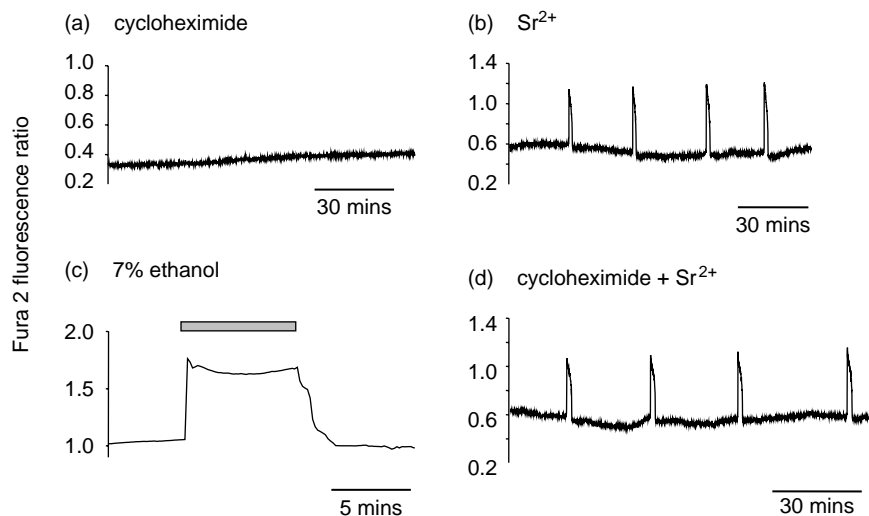 (a) cycloheximide
1.0
0.8
0.6
0.4
0.2
30 mins
(b) Sr²⁺
1.4
1.0
0.6
0.2
30 mins
Fura 2 fluorescence ratio
(c) 7% ethanol
2.0
1.5
1.0
5 mins
(d) cycloheximide + Sr²⁺
1.4
1.0
0.6
0.2
30 mins